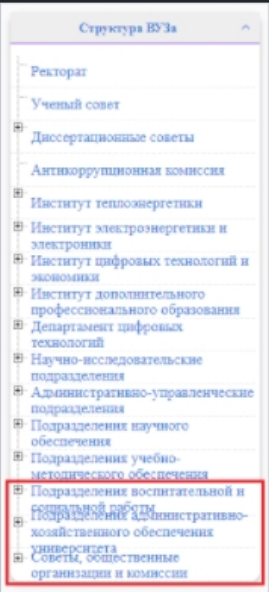 Структура ВУЗа
Ректорат
Ученый совет
Диссертационные советы
Антикоррупционная комиссия
Институт теплоэнергетики
Институт электроэнергетики и
электроники
Институт цифровых технологий и
экономики
Институт дополнительного
профессионального образования
Департамент цифровых
технологий
Научно-исследовательские
подразделения
Административно-управленческие
подразделения
Подразделения научного
обеспечения
Подразделения учебно-
методического обеспечения
Подразделения воспитательной и
социальной работы
Подразделения административно-
хозяйственного обеспечения
университета
Советы, общественные
организации и комиссии